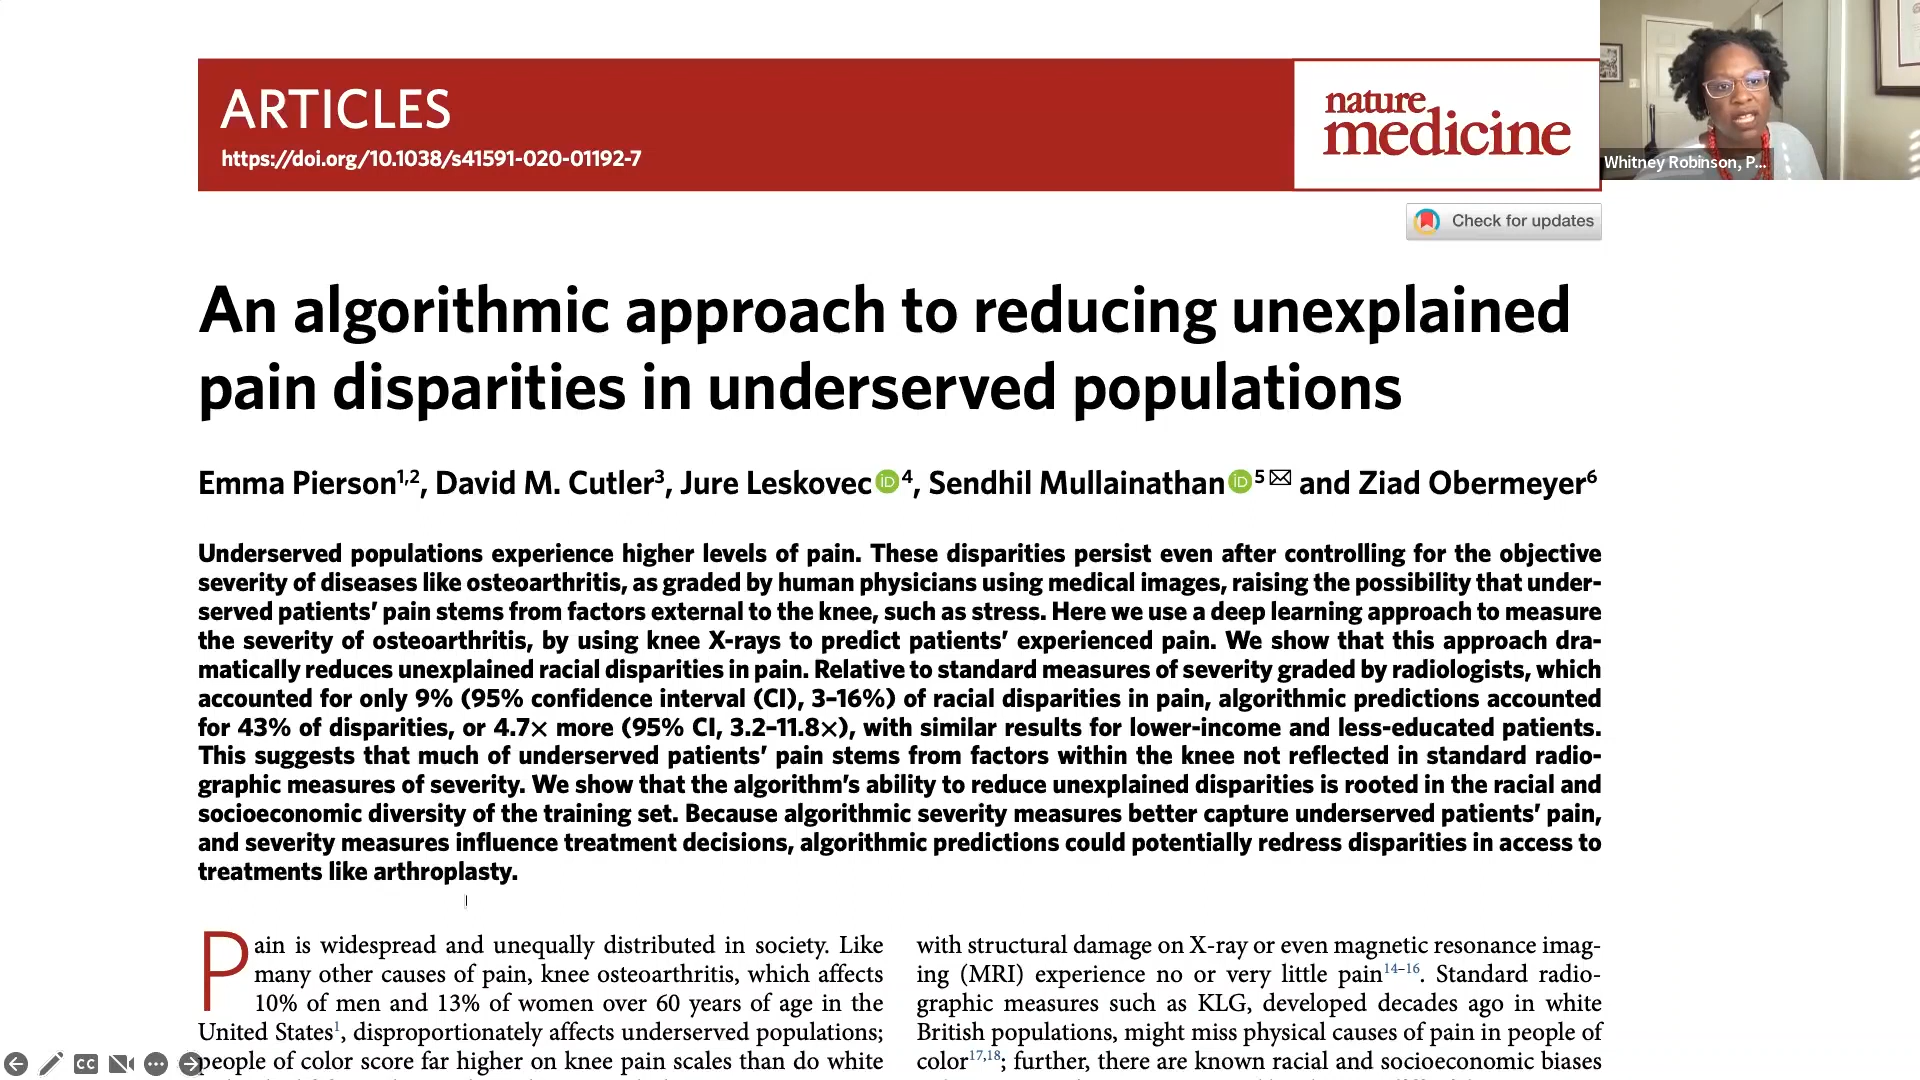 ARTICLES
https://doi.org/10.1038/s41591-020-01192-7
nature
medicine
Whitney Robinson, P...
Check for updates
An algorithmic approach to reducing unexplained
pain disparities in underserved populations
Emma Pierson1,2, David M. Cutler3, Jure Leskovec iD 4, Sendhil Mullainathan iD 5✉ and Ziad Obermeyer6
Underserved populations experience higher levels of pain. These disparities persist even after controlling for the objective
severity of diseases like osteoarthritis, as graded by human physicians using medical images, raising the possibility that under-
served patients' pain stems from factors external to the knee, such as stress. Here we use a deep learning approach to measure
the severity of osteoarthritis, by using knee X-rays to predict patients' experienced pain. We show that this approach dra-
matically reduces unexplained racial disparities in pain. Relative to standard measures of severity graded by radiologists, which
accounted for only 9% (95% confidence interval (CI), 3–16%) of racial disparities in pain, algorithmic predictions accounted
for 43% of disparities, or 4.7× more (95% CI, 3.2–11.8×), with similar results for lower-income and less-educated patients.
This suggests that much of underserved patients' pain stems from factors within the knee not reflected in standard radio-
graphic measures of severity. We show that the algorithm's ability to reduce unexplained disparities is rooted in the racial and
socioeconomic diversity of the training set. Because algorithmic severity measures better capture underserved patients' pain,
and severity measures influence treatment decisions, algorithmic predictions could potentially redress disparities in access to
treatments like arthroplasty.
Pain is widespread and unequally distributed in society. Like
many other causes of pain, knee osteoarthritis, which affects
10% of men and 13% of women over 60 years of age in the
United States1, disproportionately affects underserved populations;
people of color score far higher on knee pain scales than do white
with structural damage on X-ray or even magnetic resonance imag-
ing (MRI) experience no or very little pain14–16. Standard radio-
graphic measures such as KLG, developed decades ago in white
British populations, might miss physical causes of pain in people of
color17,18; further, there are known racial and socioeconomic biases
CC